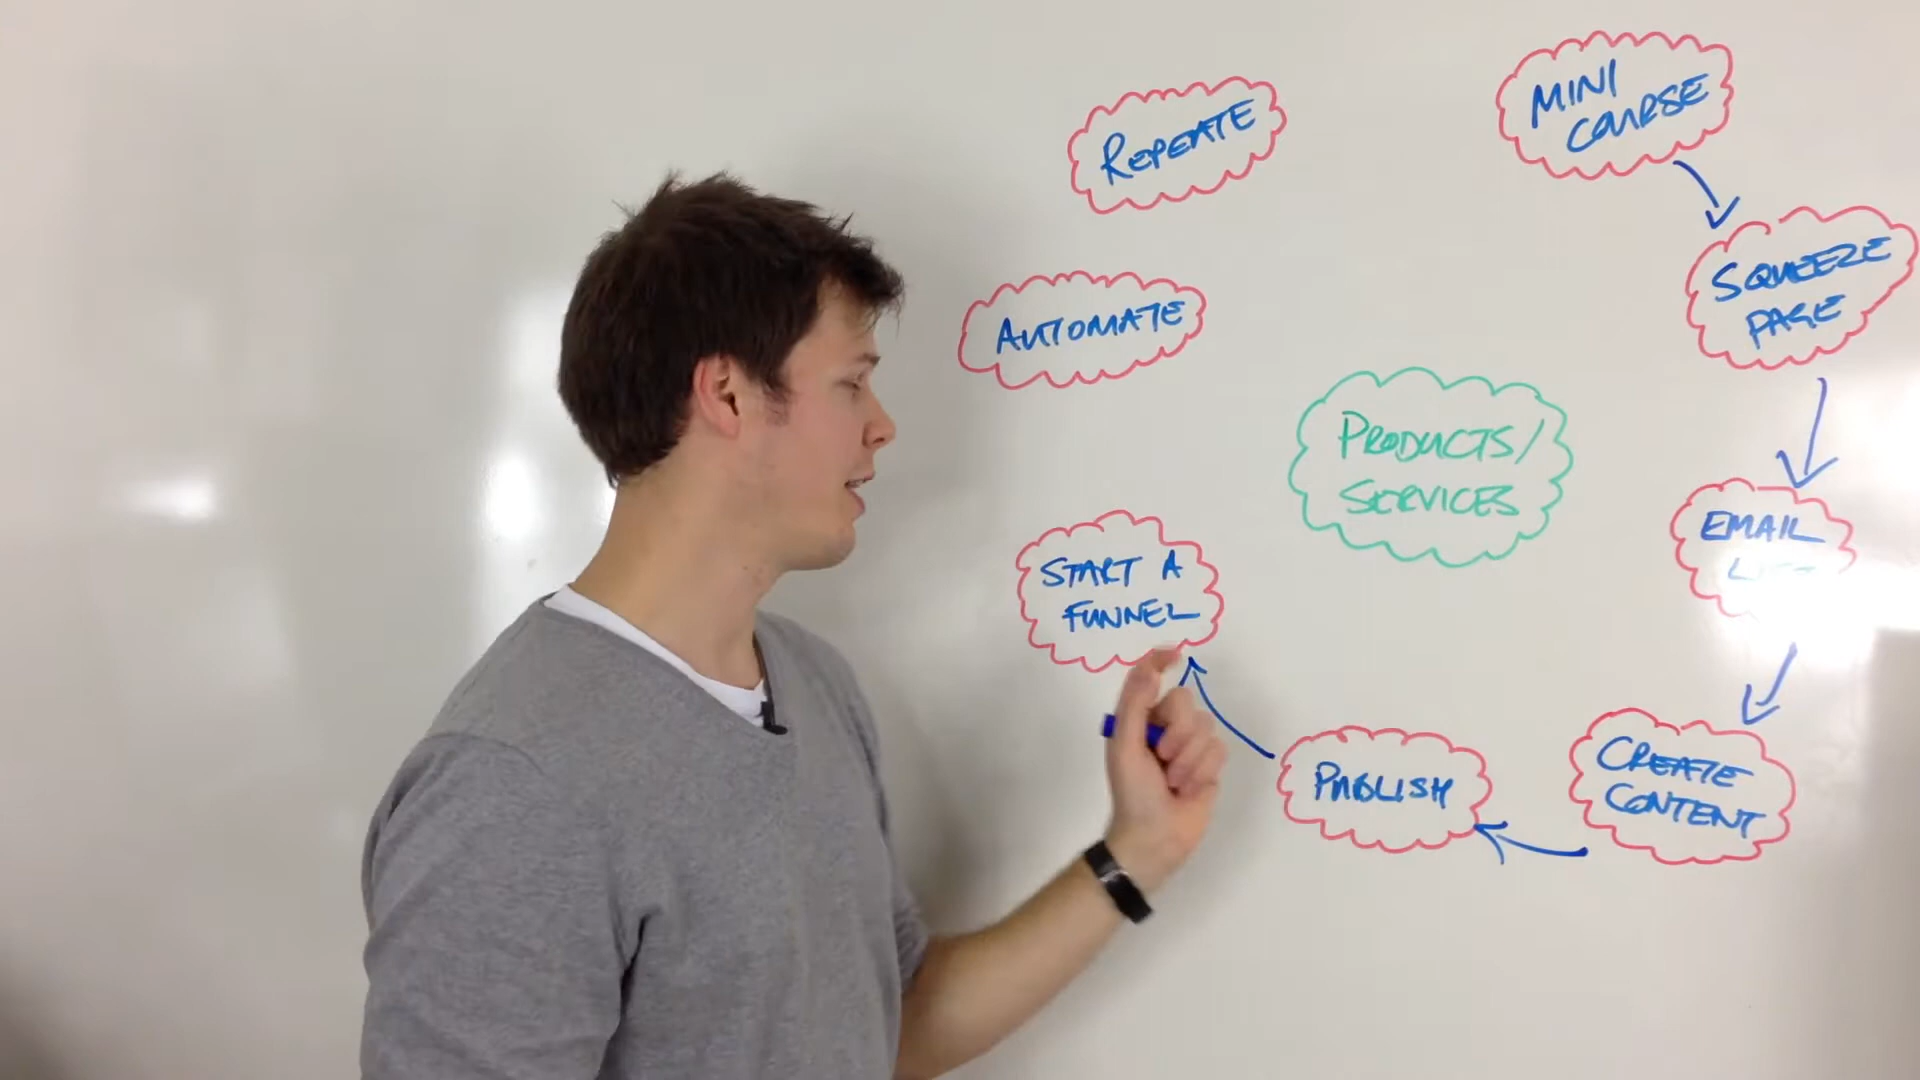 REPEATE
MINI
COURSE
SQUEEZE
PAGE
AUTOMATE
PRODUCTS/
SERVICES
EMAIL
START A
FUNNEL
CREATE
CONTENT
PUBLISH